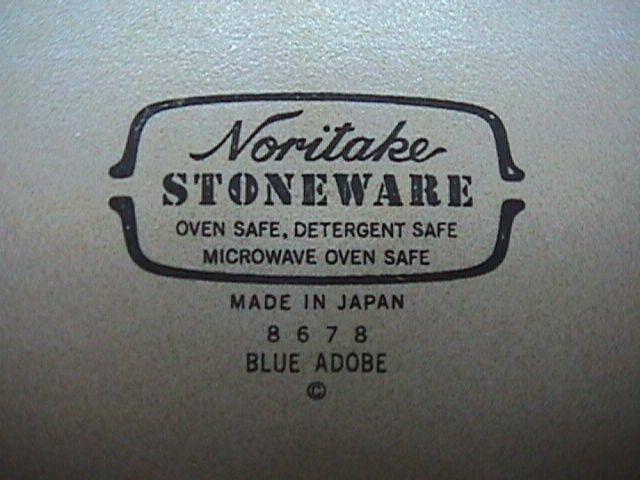 Noritake
STONEWARE
OVEN SAFE, DETERGENT SAFE
MICROWAVE OVEN SAFE
MADE IN JAPAN
8678
BLUE ADOBE
©